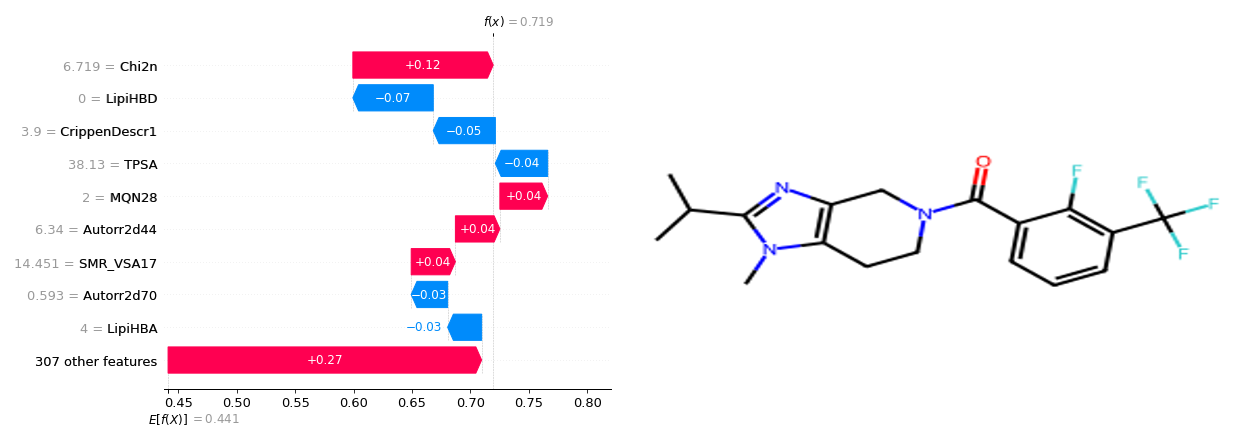 f(x) = 0.719
6.719 = Chi2n
+0.12
0 = LipiHBD
−0.07
3.9 = CrippenDescr1
−0.05
38.13 = TPSA
−0.04
2 = MQN28
+0.04
6.34 = Autorr2d44
+0.04
14.451 = SMR_VSA17
+0.04
0.593 = Autorr2d70
−0.03
4 = LipiHBA
−0.03
307 other features
+0.27
0.45 0.50 0.55 0.60 0.65 0.70 0.75 0.80
E[f(X)] = 0.441
O
F
F
F
F
N
N
N